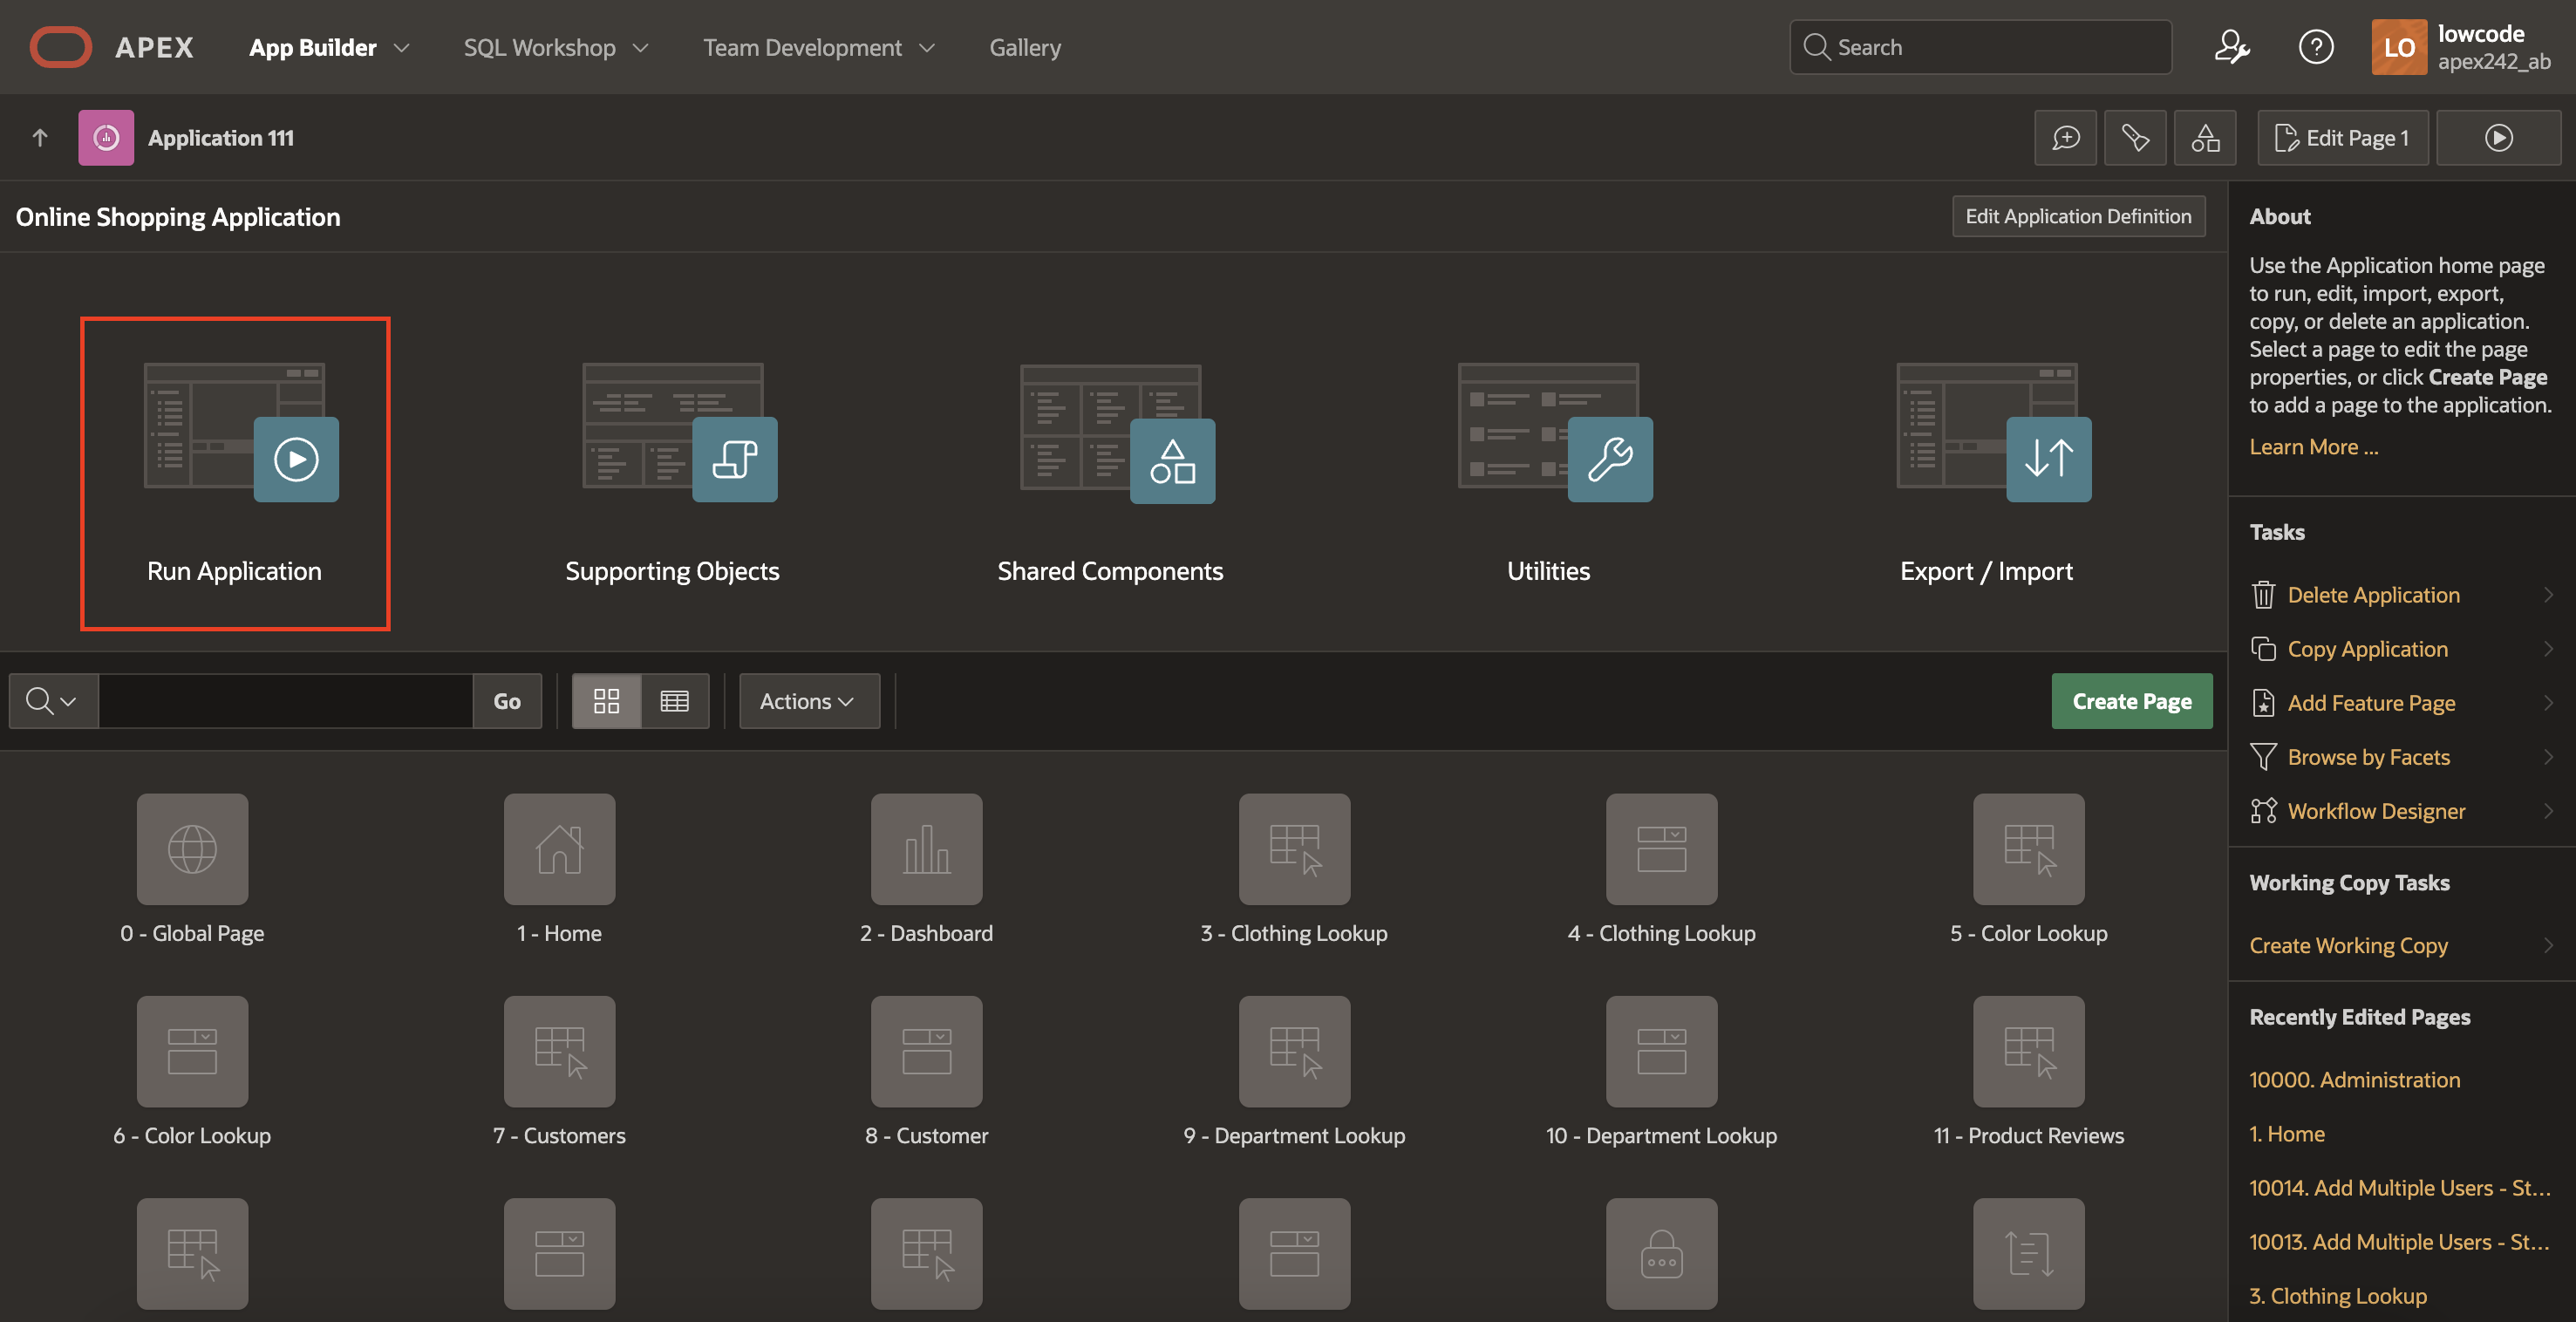 APEX
App Builder
SQL Workshop
Team Development
Gallery
Search
LO
lowcode
apex242_ab
Application 111
Edit Page 1
Online Shopping Application
Edit Application Definition
Run Application
Supporting Objects
Shared Components
Utilities
Export / Import
Go
Actions
Create Page
0 - Global Page
1 - Home
2 - Dashboard
3 - Clothing Lookup
4 - Clothing Lookup
5 - Color Lookup
6 - Color Lookup
7 - Customers
8 - Customer
9 - Department Lookup
10 - Department Lookup
11 - Product Reviews
About
Use the Application home page
to run, edit, import, export,
copy, or delete an application.
Select a page to edit the page
properties, or click Create Page
to add a page to the application.
Learn More ...
Tasks
Delete Application
Copy Application
Add Feature Page
Browse by Facets
Workflow Designer
Working Copy Tasks
Create Working Copy
Recently Edited Pages
10000. Administration
1. Home
10014. Add Multiple Users - St...
10013. Add Multiple Users - St...
3. Clothing Lookup